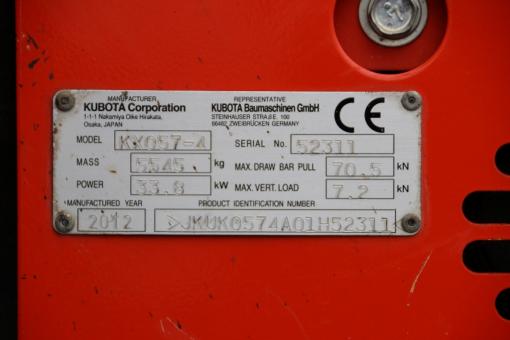 MANUFACTURER
KUBOTA Corporation
1-1-1 Nakamiya Oike Hirakata,
Osaka, JAPAN
REPRESENTATIVE
KUBOTA Baumaschinen GmbH
STEINHAUSER STRAßE 100
66482 ZWEIBRÜCKEN GERMANY
CE
MODEL KX057-4 SERIAL No. 52311
MASS 5545 kg MAX. DRAW BAR PULL 70.5 kN
POWER 33.8 kW MAX. VERT. LOAD 7.2 kN
MANUFACTURED YEAR PRODUCT IDENTIFICATION NUMBER
2012 >JKUK0574A01H52311<